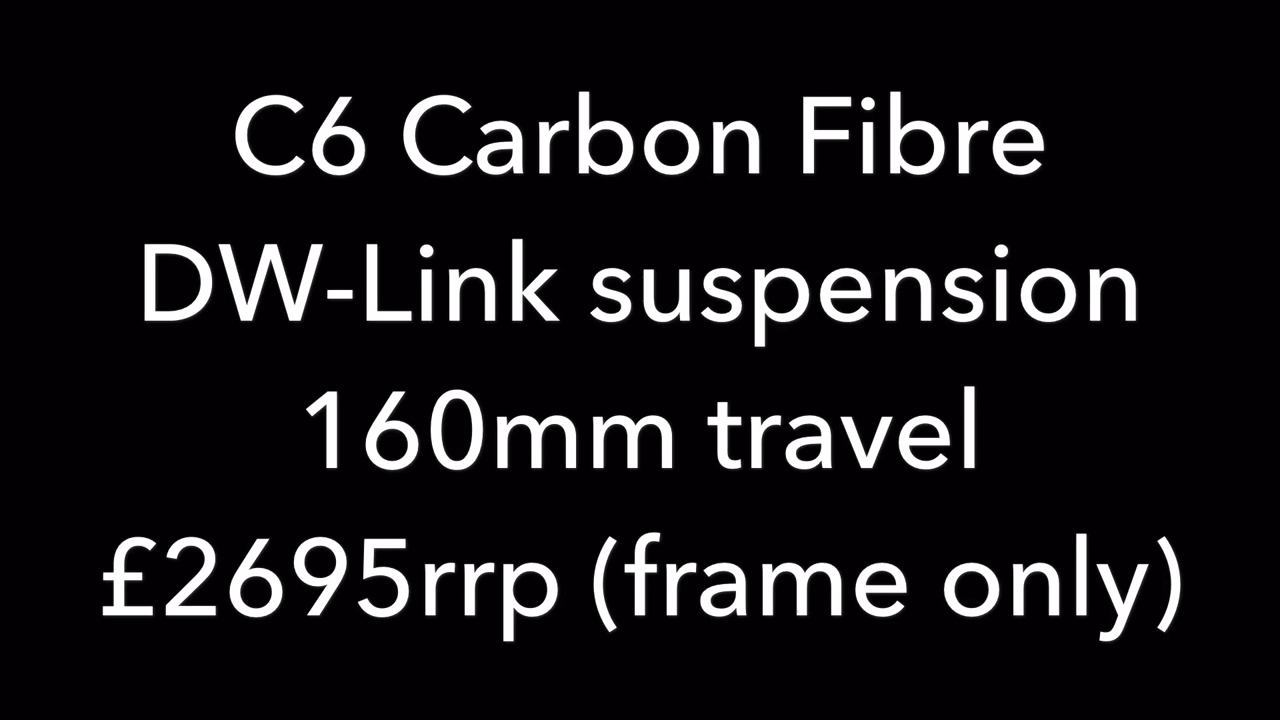 C6 Carbon Fibre
DW-Link suspension
160mm travel
£2695rrp (frame only)